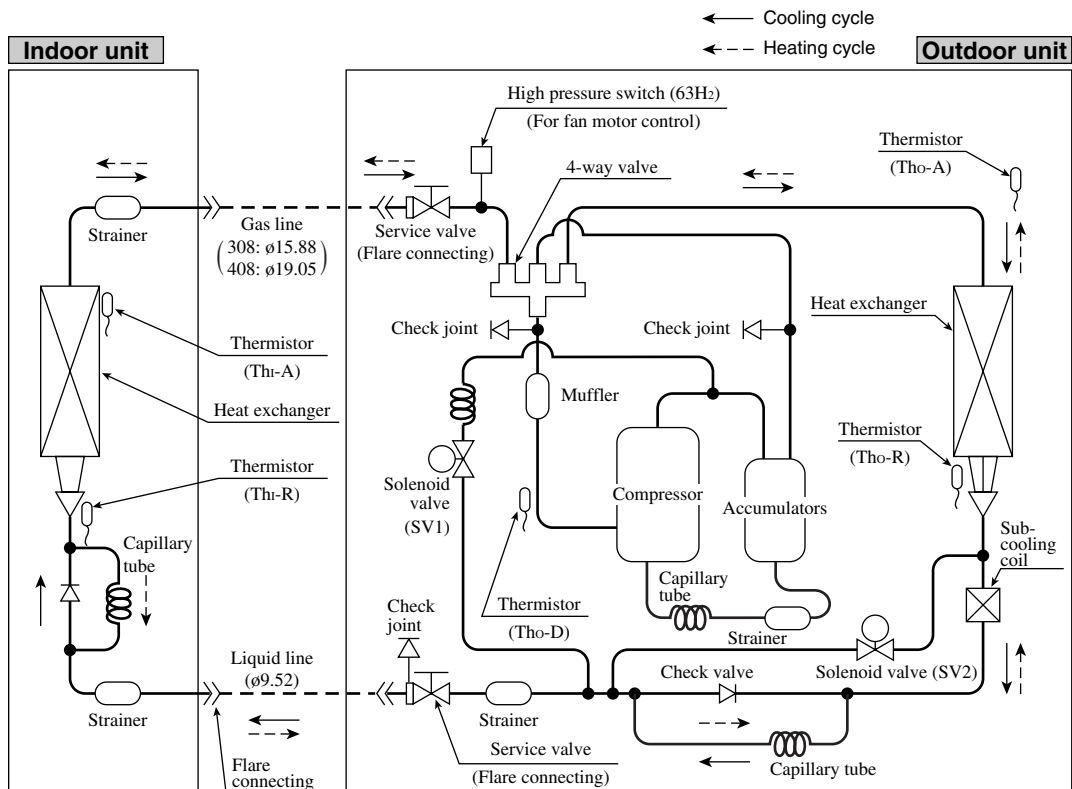 Cooling cycle
Heating cycle
Indoor unit
Outdoor unit
High pressure switch (63H2)
(For fan motor control)
4-way valve
Thermistor
(Tho-A)
Strainer
Gas line
308: ø15.88
408: ø19.05
Service valve
(Flare connecting)
Check joint
Check joint
Heat exchanger
Thermistor
(ThI-A)
Muffler
Heat exchanger
Thermistor
(Tho-R)
Thermistor
(ThI-R)
Solenoid
valve
(SV1)
Compressor
Accumulators
Sub-
cooling
coil
Capillary
tube
Capillary
tube
Strainer
Thermistor
(Tho-D)
Check
joint
Liquid line
(ø9.52)
Check valve
Solenoid valve (SV2)
Strainer
Strainer
Service valve
(Flare connecting)
Capillary tube
Flare
connecting